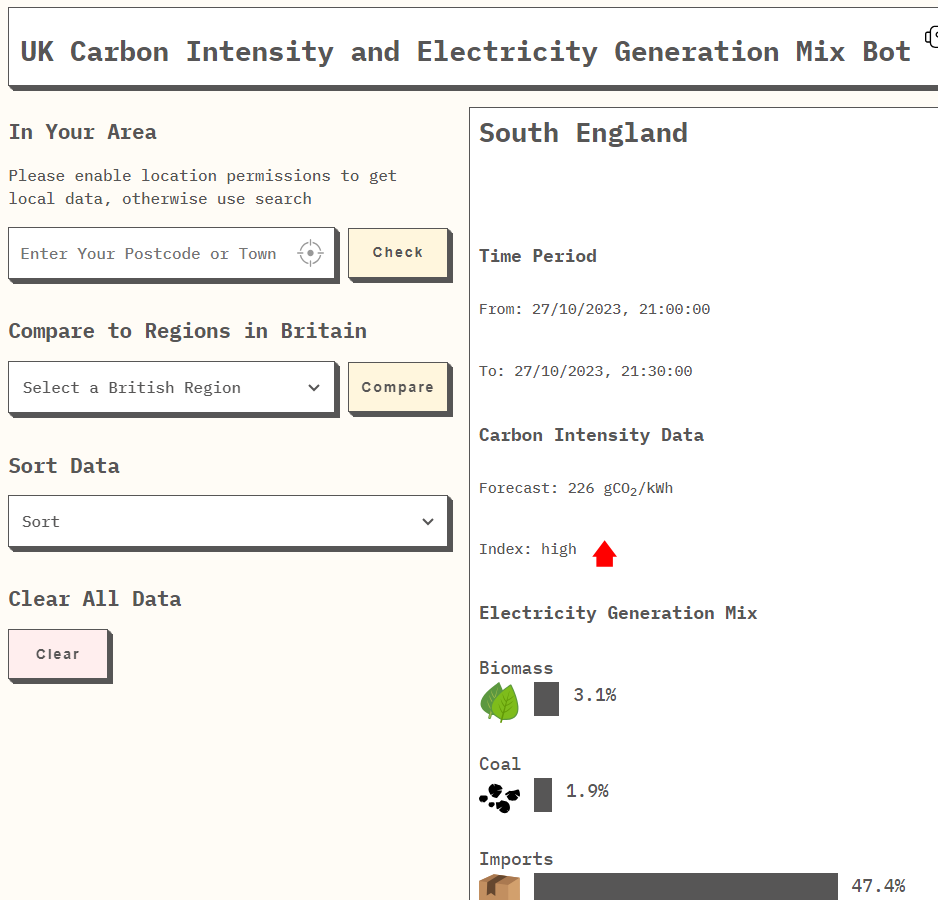 UK Carbon Intensity and Electricity Generation Mix Bot
In Your Area
Please enable location permissions to get
local data, otherwise use search
Enter Your Postcode or Town
Check
Compare to Regions in Britain
Select a British Region
Compare
Sort Data
Sort
Clear All Data
Clear
South England
Time Period
From: 27/10/2023, 21:00:00
To: 27/10/2023, 21:30:00
Carbon Intensity Data
Forecast: 226 gCO₂/kWh
Index: high
Electricity Generation Mix
Biomass
3.1%
Coal
1.9%
Imports
47.4%